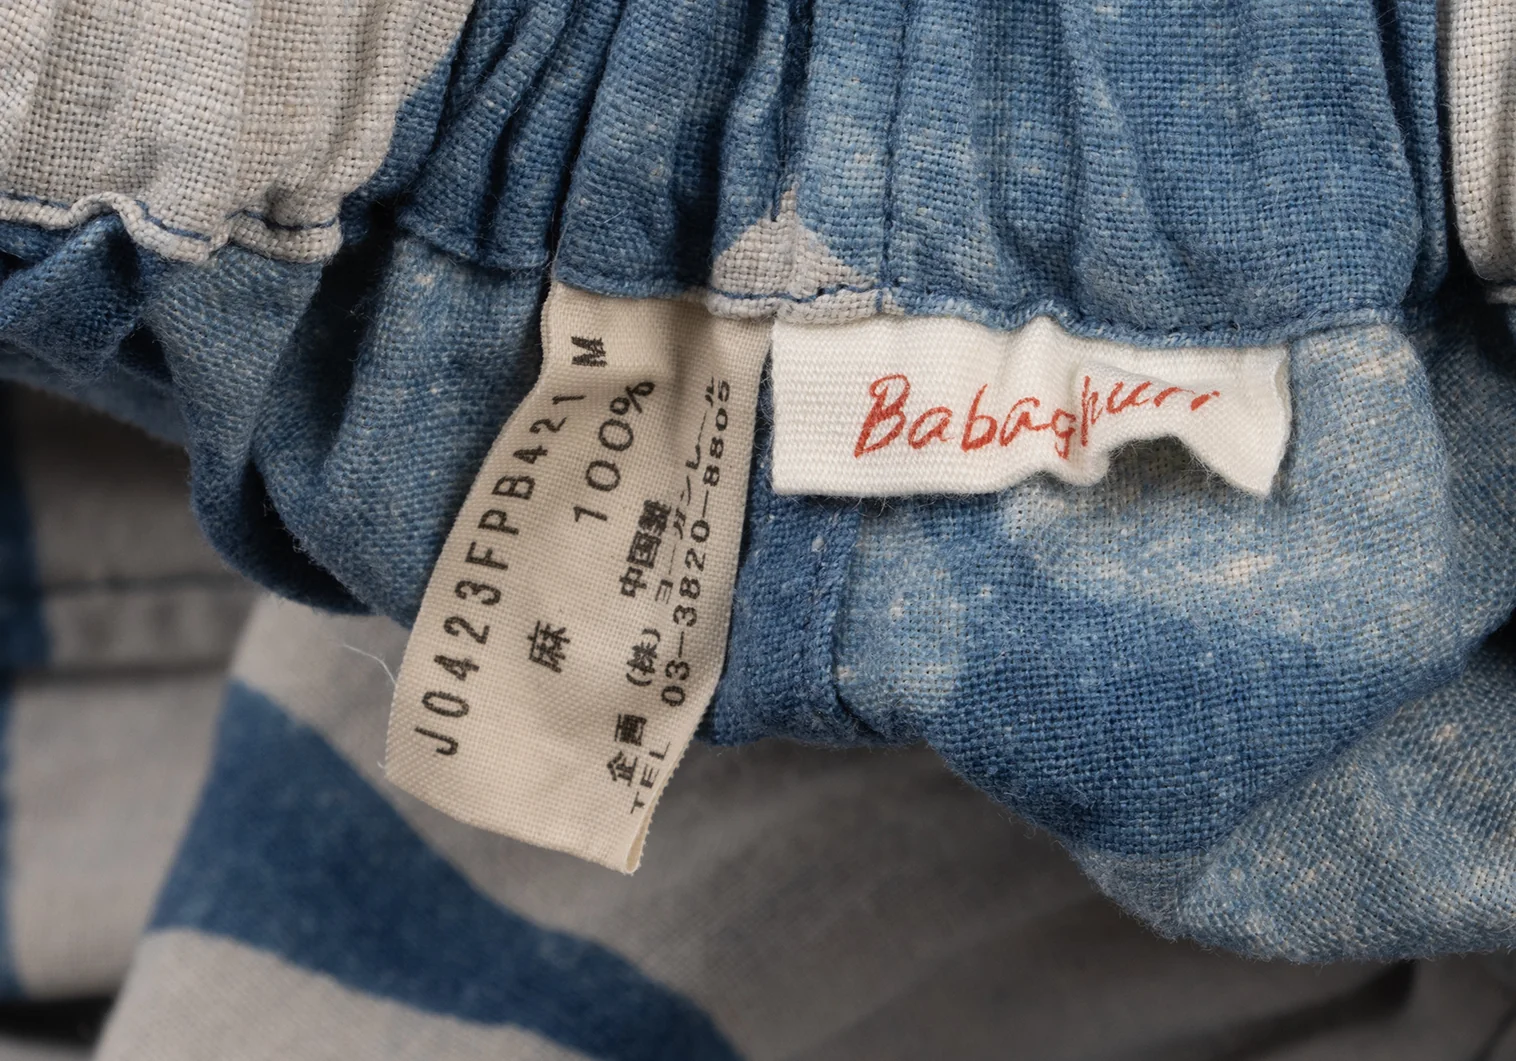 J0423FPB421 M
麻 100%
中国製
企画 (株) ヨーガンレール
TEL 03-3820-8805
Babaghuri